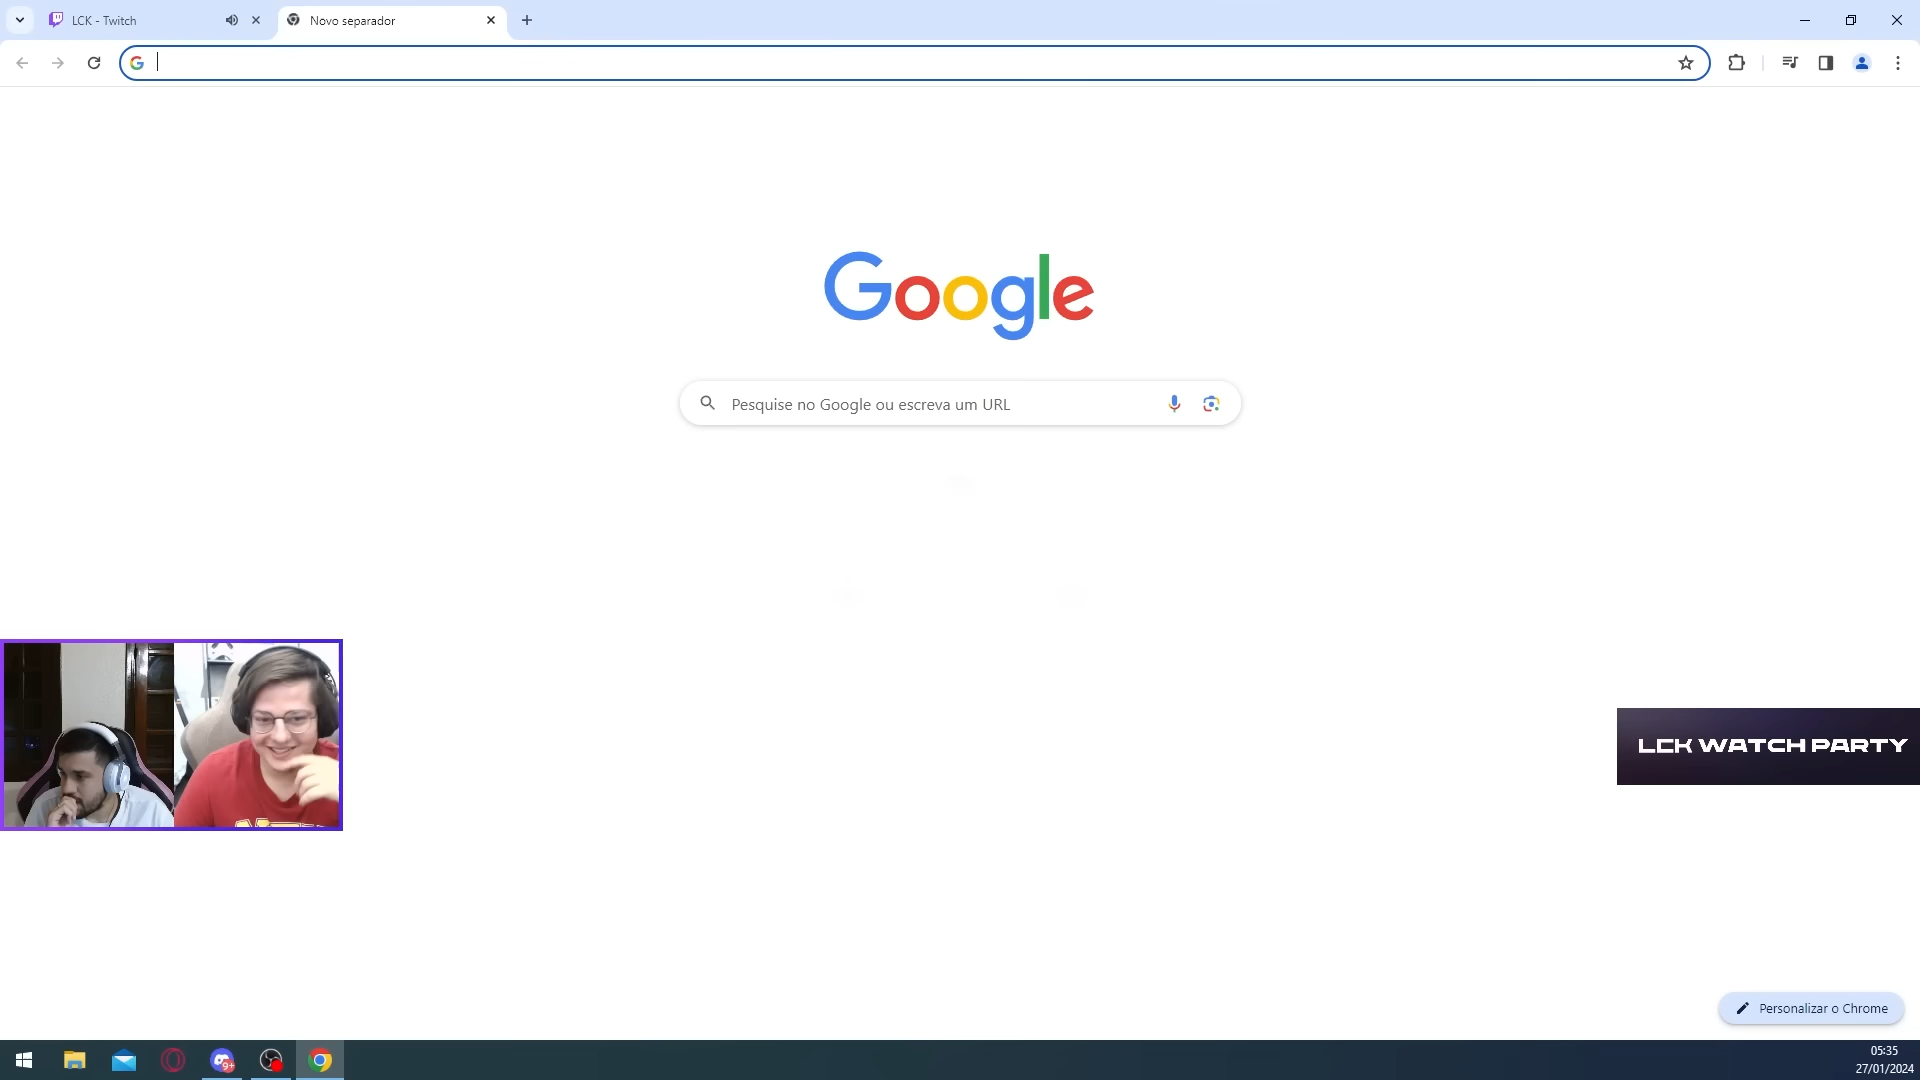 LCK - Twitch
Novo separador
Google
Pesquise no Google ou escreva um URL
LCK WATCH PARTY
Personalizar o Chrome
9+
05:35
27/01/2024